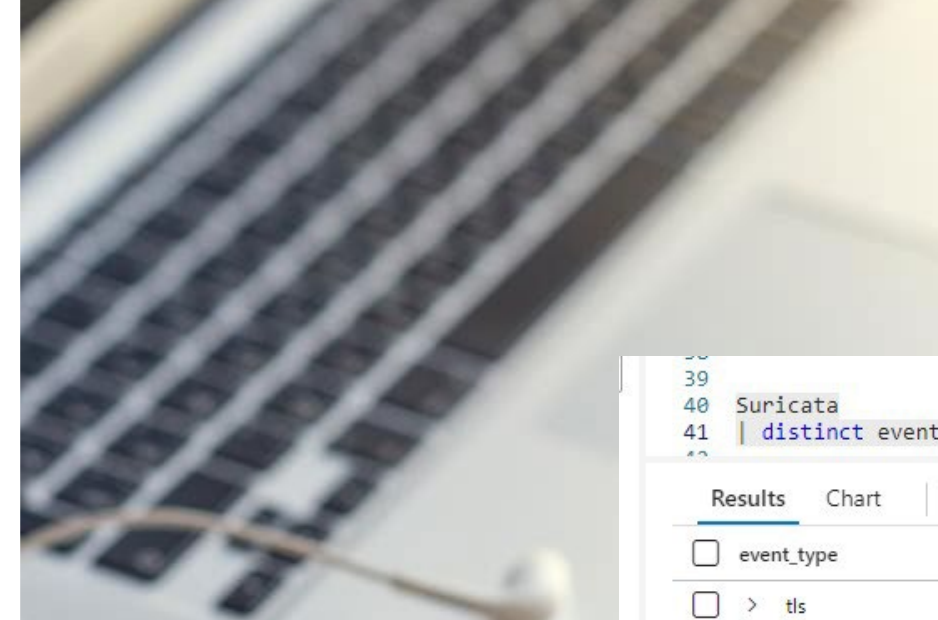 39
40 Suricata
41 | distinct event
Results Chart
event_type
> tls